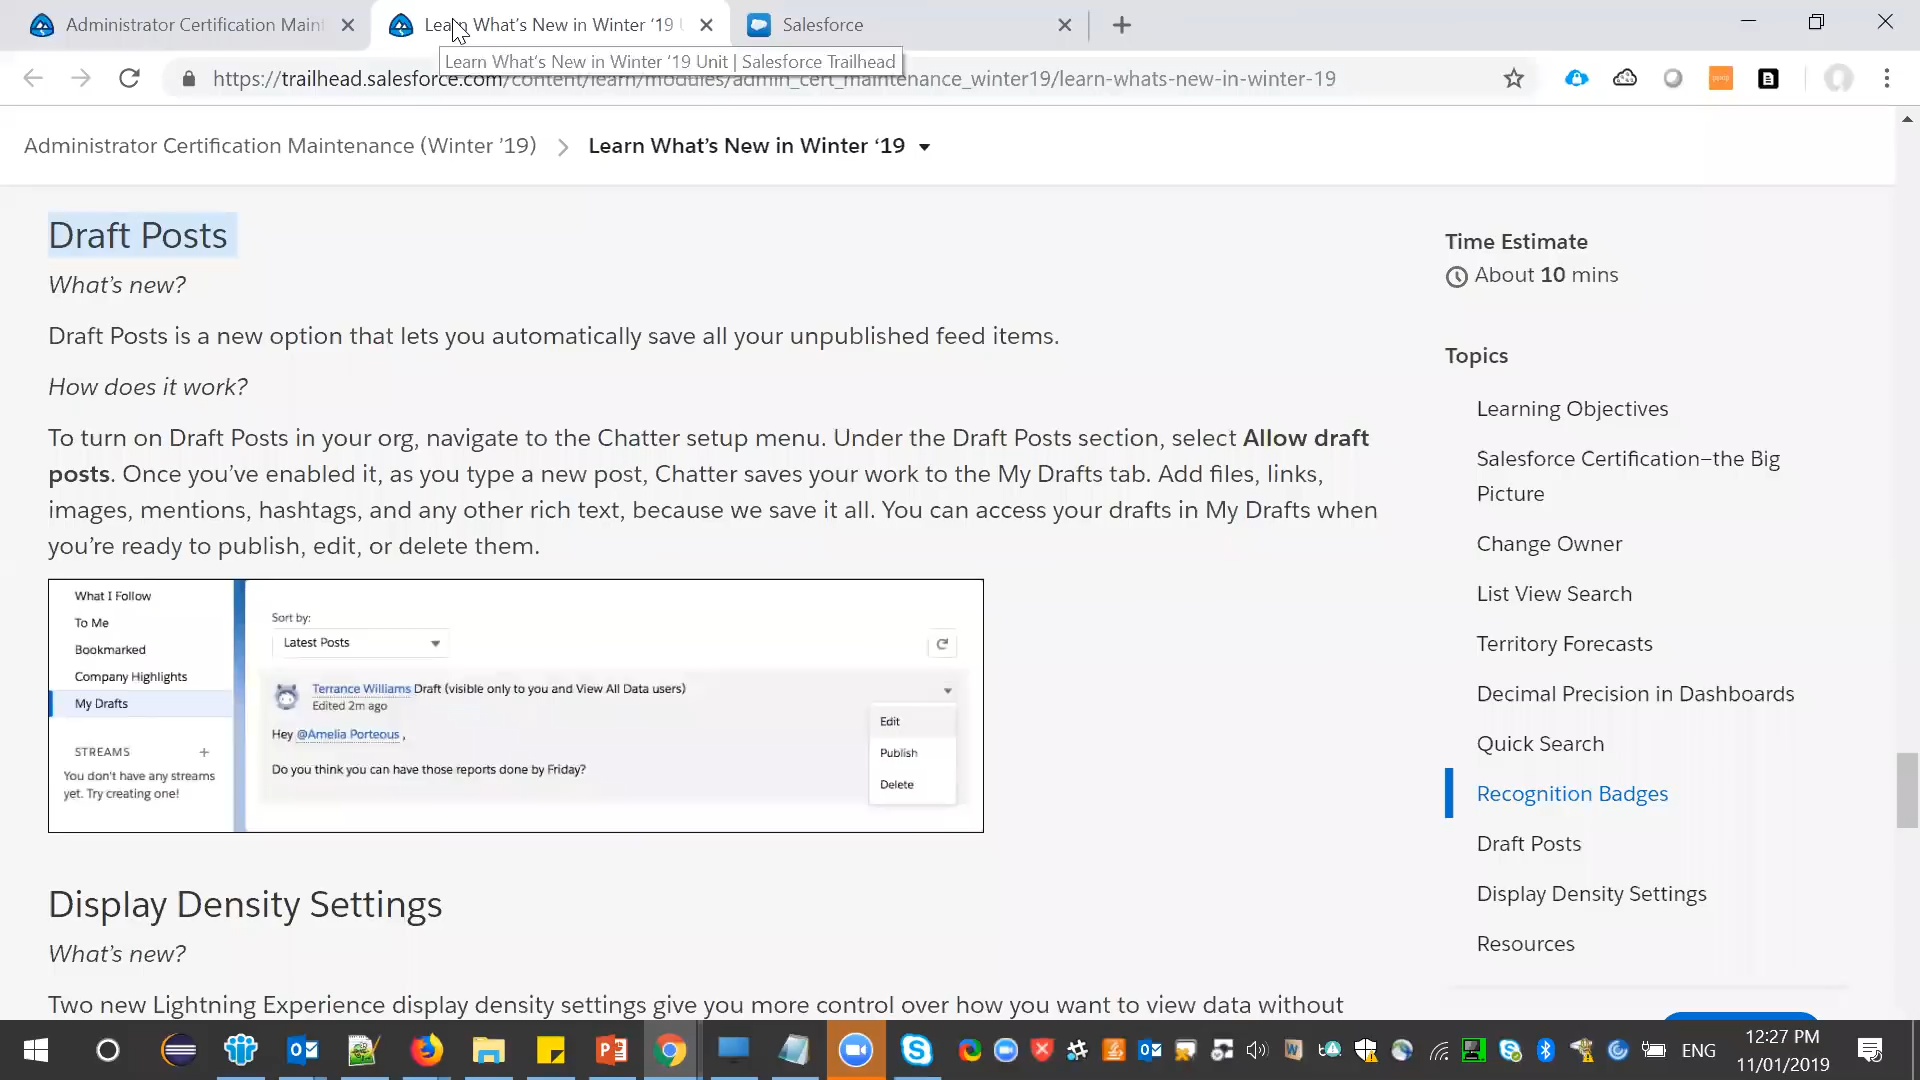 Administrator Certification Maint
Learn What's New in Winter '19 U
Salesforce
Learn What's New in Winter '19 Unit | Salesforce Trailhead
https://trailhead.salesforce.com/content/learn/modules/admin_cert_maintenance_winter19/learn-whats-new-in-winter-19
Administrator Certification Maintenance (Winter '19)
Learn What's New in Winter '19
Draft Posts
What's new?
Draft Posts is a new option that lets you automatically save all your unpublished feed items.
How does it work?
To turn on Draft Posts in your org, navigate to the Chatter setup menu. Under the Draft Posts section, select Allow draft
posts. Once you've enabled it, as you type a new post, Chatter saves your work to the My Drafts tab. Add files, links,
images, mentions, hashtags, and any other rich text, because we save it all. You can access your drafts in My Drafts when
you're ready to publish, edit, or delete them.
What I Follow
To Me
Bookmarked
Company Highlights
My Drafts
STREAMS +
You don't have any streams
yet. Try creating one!
Sort by:
Latest Posts
Terrance Williams Draft (visible only to you and View All Data users)
Edited 2m ago
Hey @Amelia Porteous ,
Do you think you can have those reports done by Friday?
Edit
Publish
Delete
Display Density Settings
What's new?
Two new Lightning Experience display density settings give you more control over how you want to view data without
Time Estimate
About 10 mins
Topics
Learning Objectives
Salesforce Certification–the Big
Picture
Change Owner
List View Search
Territory Forecasts
Decimal Precision in Dashboards
Quick Search
Recognition Badges
Draft Posts
Display Density Settings
Resources
ENG
12:27 PM
11/01/2019